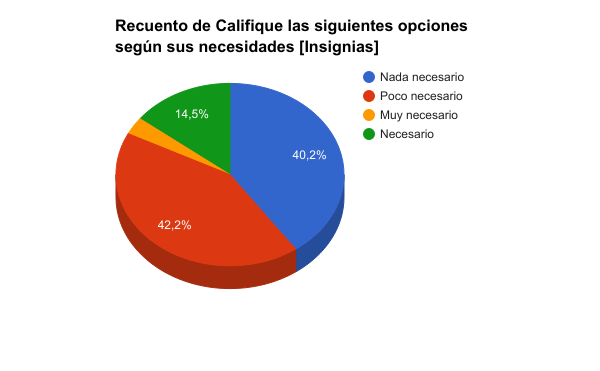 Recuento de Califique las siguientes opciones
según sus necesidades [Insignias]
Nada necesario
Poco necesario
Muy necesario
Necesario
14,5%
40,2%
42,2%